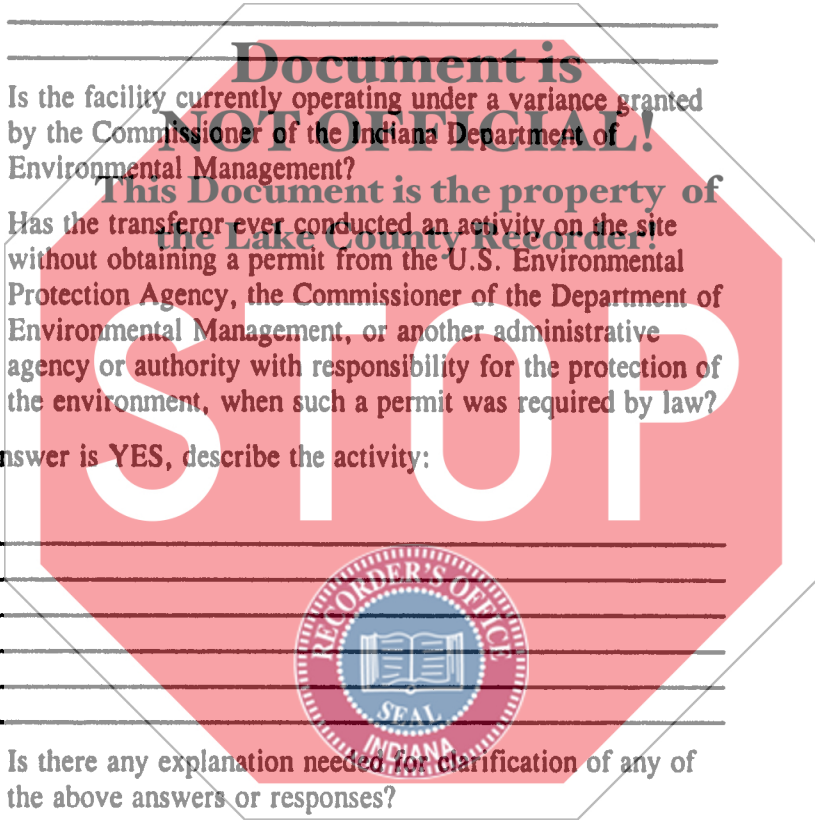 Document is
Is the facility currently operating under a variance granted
NOT OFFICIAL!
by the Commissioner of the Indiana Department of
Environmental Management?
This Document is the property of
Has the transferor ever conducted an activity on the site
the Lake County Recorder!
without obtaining a permit from the U.S. Environmental
Protection Agency, the Commissioner of the Department of
Environmental Management, or another administrative
agency or authority with responsibility for the protection of
the environment, when such a permit was required by law?
STOP
nswer is YES, describe the activity:
RECORDER'S OFFICE
SEAL
INDIANA
Is there any explanation needed for clarification of any of
the above answers or responses?